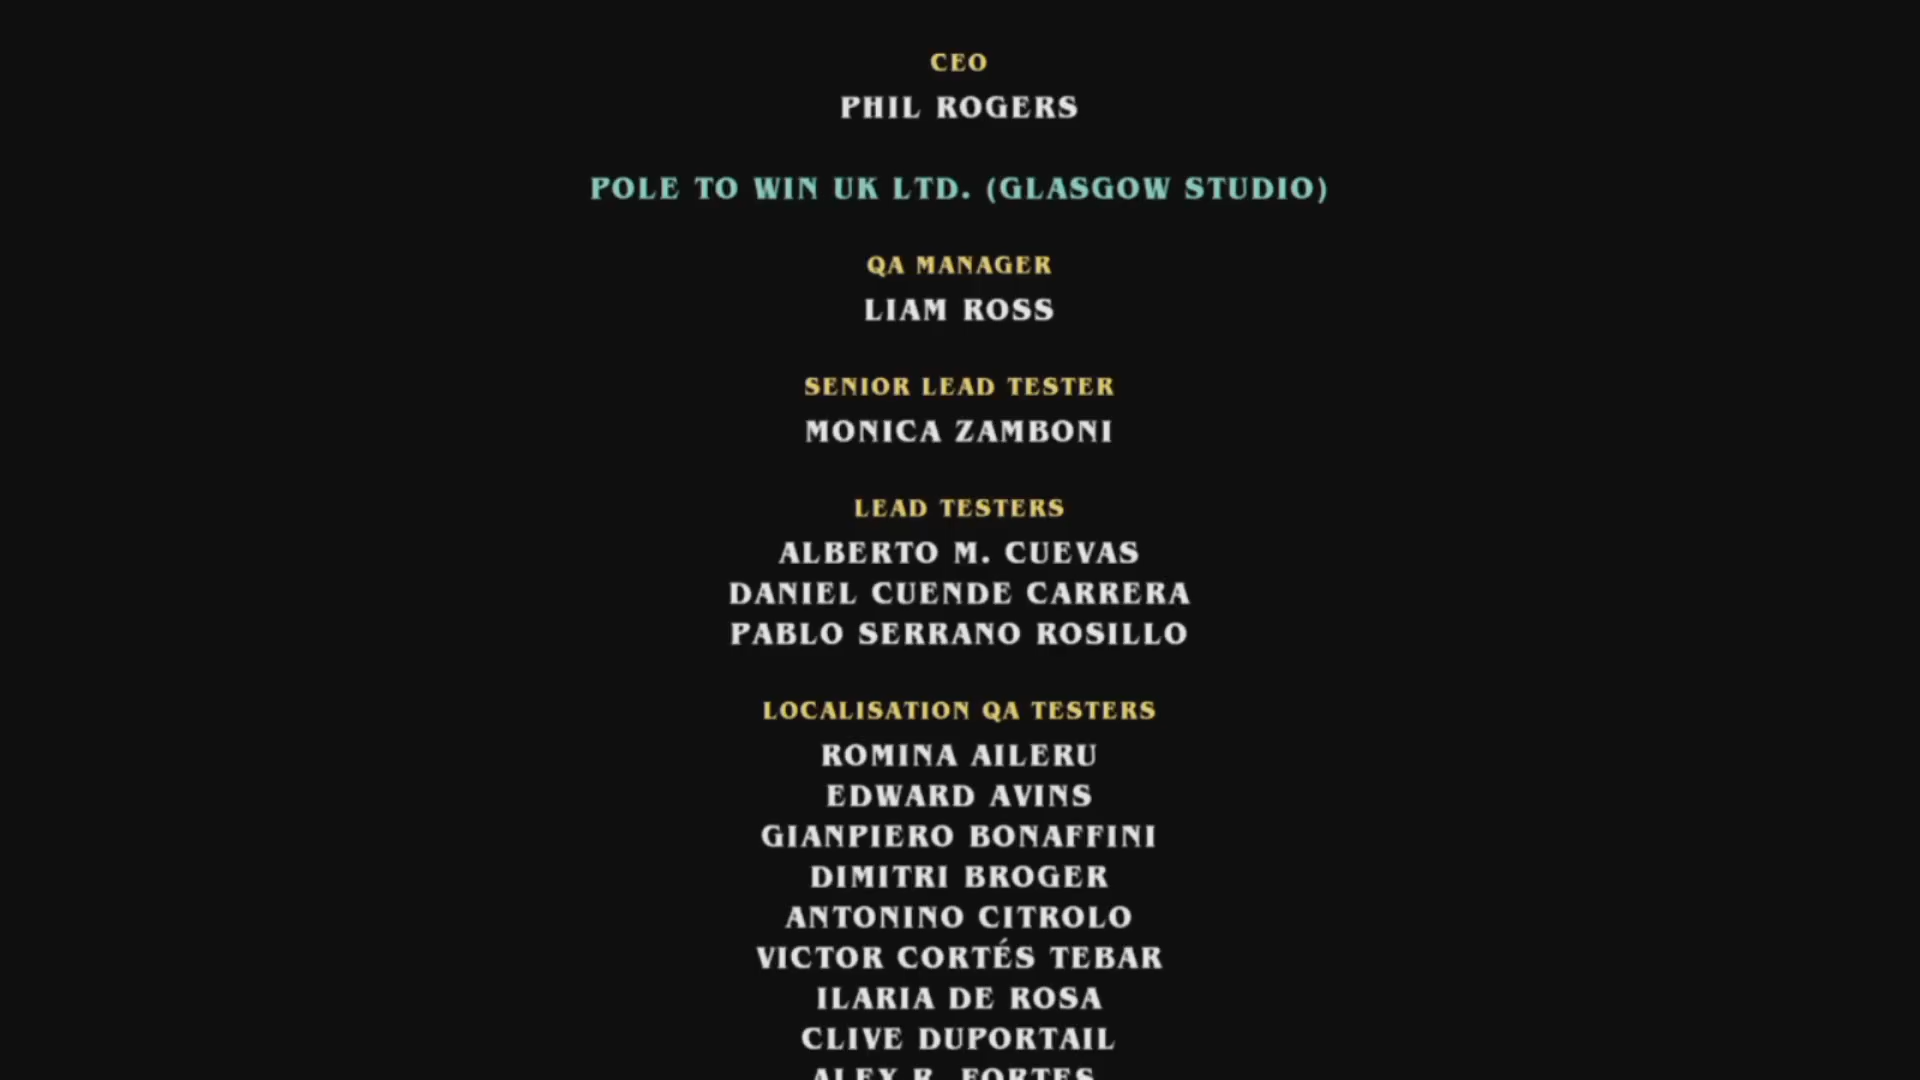 CEO
PHIL ROGERS
POLE TO WIN UK LTD. (GLASGOW STUDIO)
QA MANAGER
LIAM ROSS
SENIOR LEAD TESTER
MONICA ZAMBONI
LEAD TESTERS
ALBERTO M. CUEVAS
DANIEL CUENDE CARRERA
PABLO SERRANO ROSILLO
LOCALISATION QA TESTERS
ROMINA AILERU
EDWARD AVINS
GIANPIERO BONAFFINI
DIMITRI BROGER
ANTONINO CITROLO
VICTOR CORTÉS TEBAR
ILARIA DE ROSA
CLIVE DUPORTAIL
ALEX R. FORTES